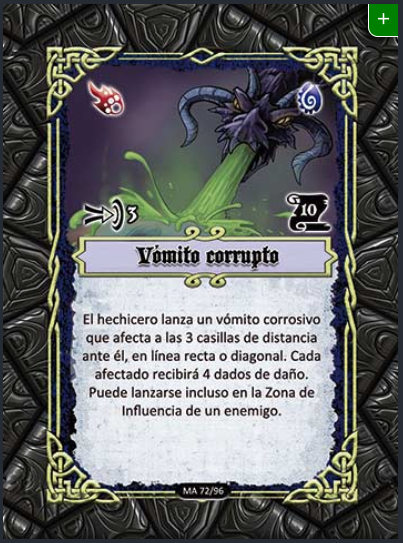 +
3
10
Vómito corrupto
El hechicero lanza un vómito corrosivo
que afecta a las 3 casillas de distancia
ante él, en línea recta o diagonal. Cada
afectado recibirá 4 dados de daño.
Puede lanzarse incluso en la Zona de
Influencia de un enemigo.
MA 72/96